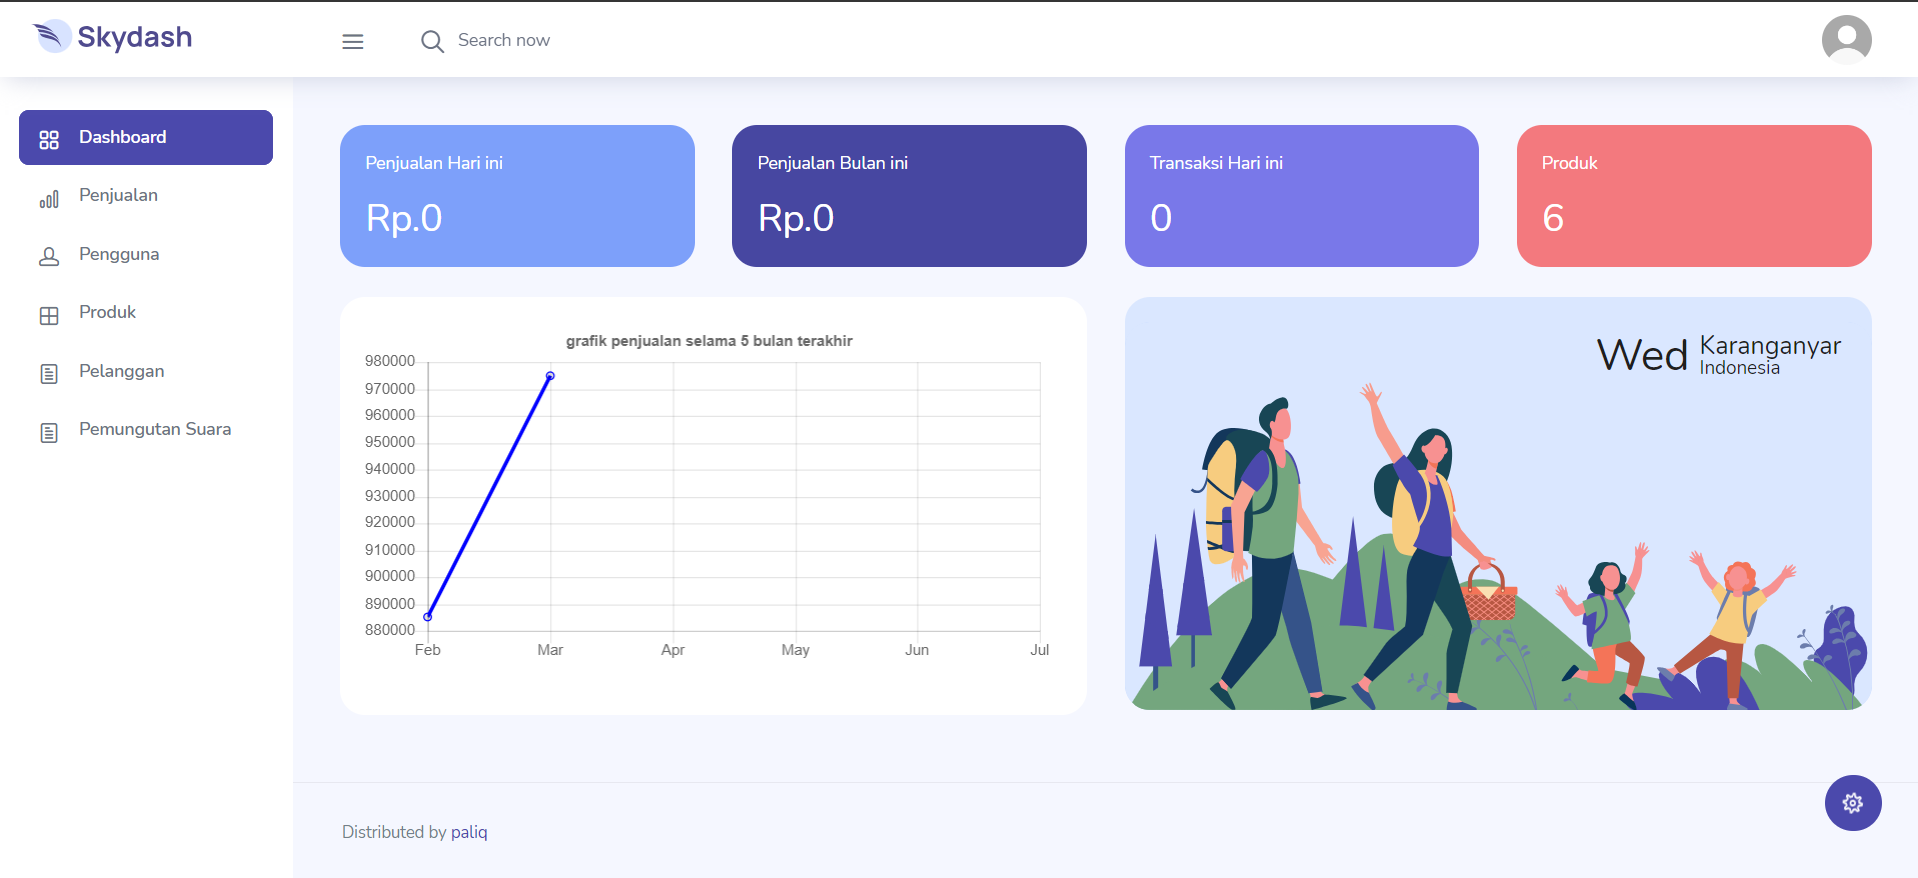 Skydash
Search now
Dashboard
Penjualan
Pengguna
Produk
Pelanggan
Pemungutan Suara
Penjualan Hari ini
Rp.0
Penjualan Bulan ini
Rp.0
Transaksi Hari ini
0
Produk
6
grafik penjualan selama 5 bulan terakhir
980000
970000
960000
950000
940000
930000
920000
910000
900000
890000
880000
Feb Mar Apr May Jun Jul
Wed
Karanganyar
Indonesia
Distributed by paliq